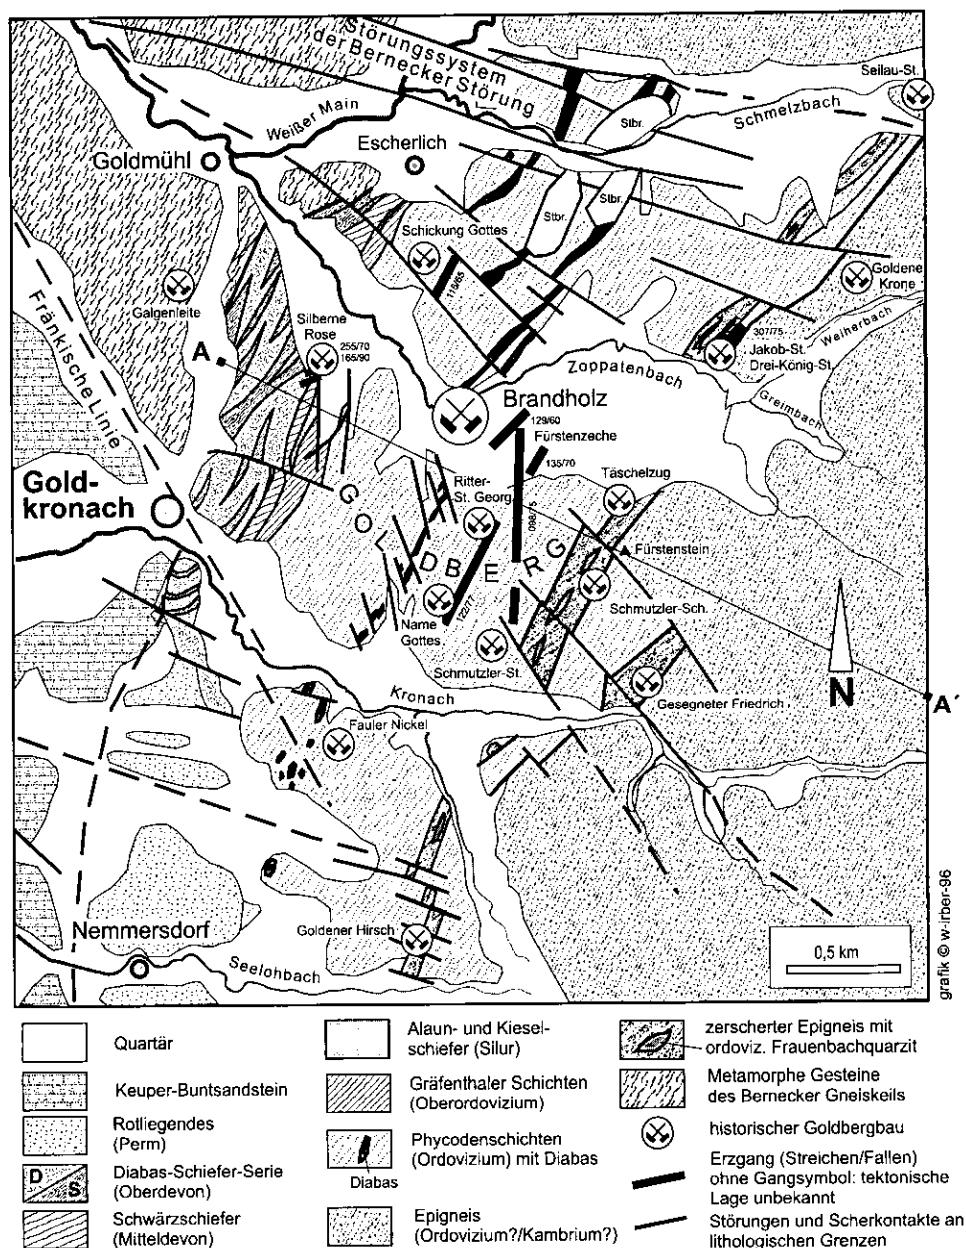 Störungssystem
der Bernecker Störung
Seilau-St.
Weißer Main
Schmelzbach
Stbr.
Goldmühl
Escherlich
Stbr.
Stbr.
Schickung Gottes
118/65
Goldene
Krone
Galgenleite
Fränkische Linie
Silberne
Rose
255/70
165/90
A
307/75
Jakob-St.
Drei-König-St.
Weiherbach
Zoppatenbach
Greimbach
Brandholz
129/60
Fürstenzeche
135/70
098/75
Gold-
kronach
Ritter-
St. Georg
Täschelzug
GOLDBERG
Fürstenstein
Name
Gottes
Schmutzler-Sch.
Schmutzler-St.
N
A´
Kronach
Gesegneter Friedrich
Fauler Nickel
Goldener Hirsch
Nemmersdorf
Seelohbach
0,5 km
grafik © w-irber-96
Quartär
Keuper-Buntsandstein
Rotliegendes
(Perm)
D S
Diabas-Schiefer-Serie
(Oberdevon)
Schwärzschiefer
(Mitteldevon)
Alaun- und Kiesel-
schiefer (Silur)
Gräfenthaler Schichten
(Oberordovizium)
Phycodenschichten
(Ordovizium) mit Diabas
Diabas
Epigneis
(Ordovizium?/Kambrium?)
zerscherter Epigneis mit
ordoviz. Frauenbachquarzit
Metamorphe Gesteine
des Bernecker Gneiskeils
historischer Goldbergbau
Erzgang (Streichen/Fallen)
ohne Gangsymbol: tektonische
Lage unbekannt
Störungen und Scherkontakte an
lithologischen Grenzen